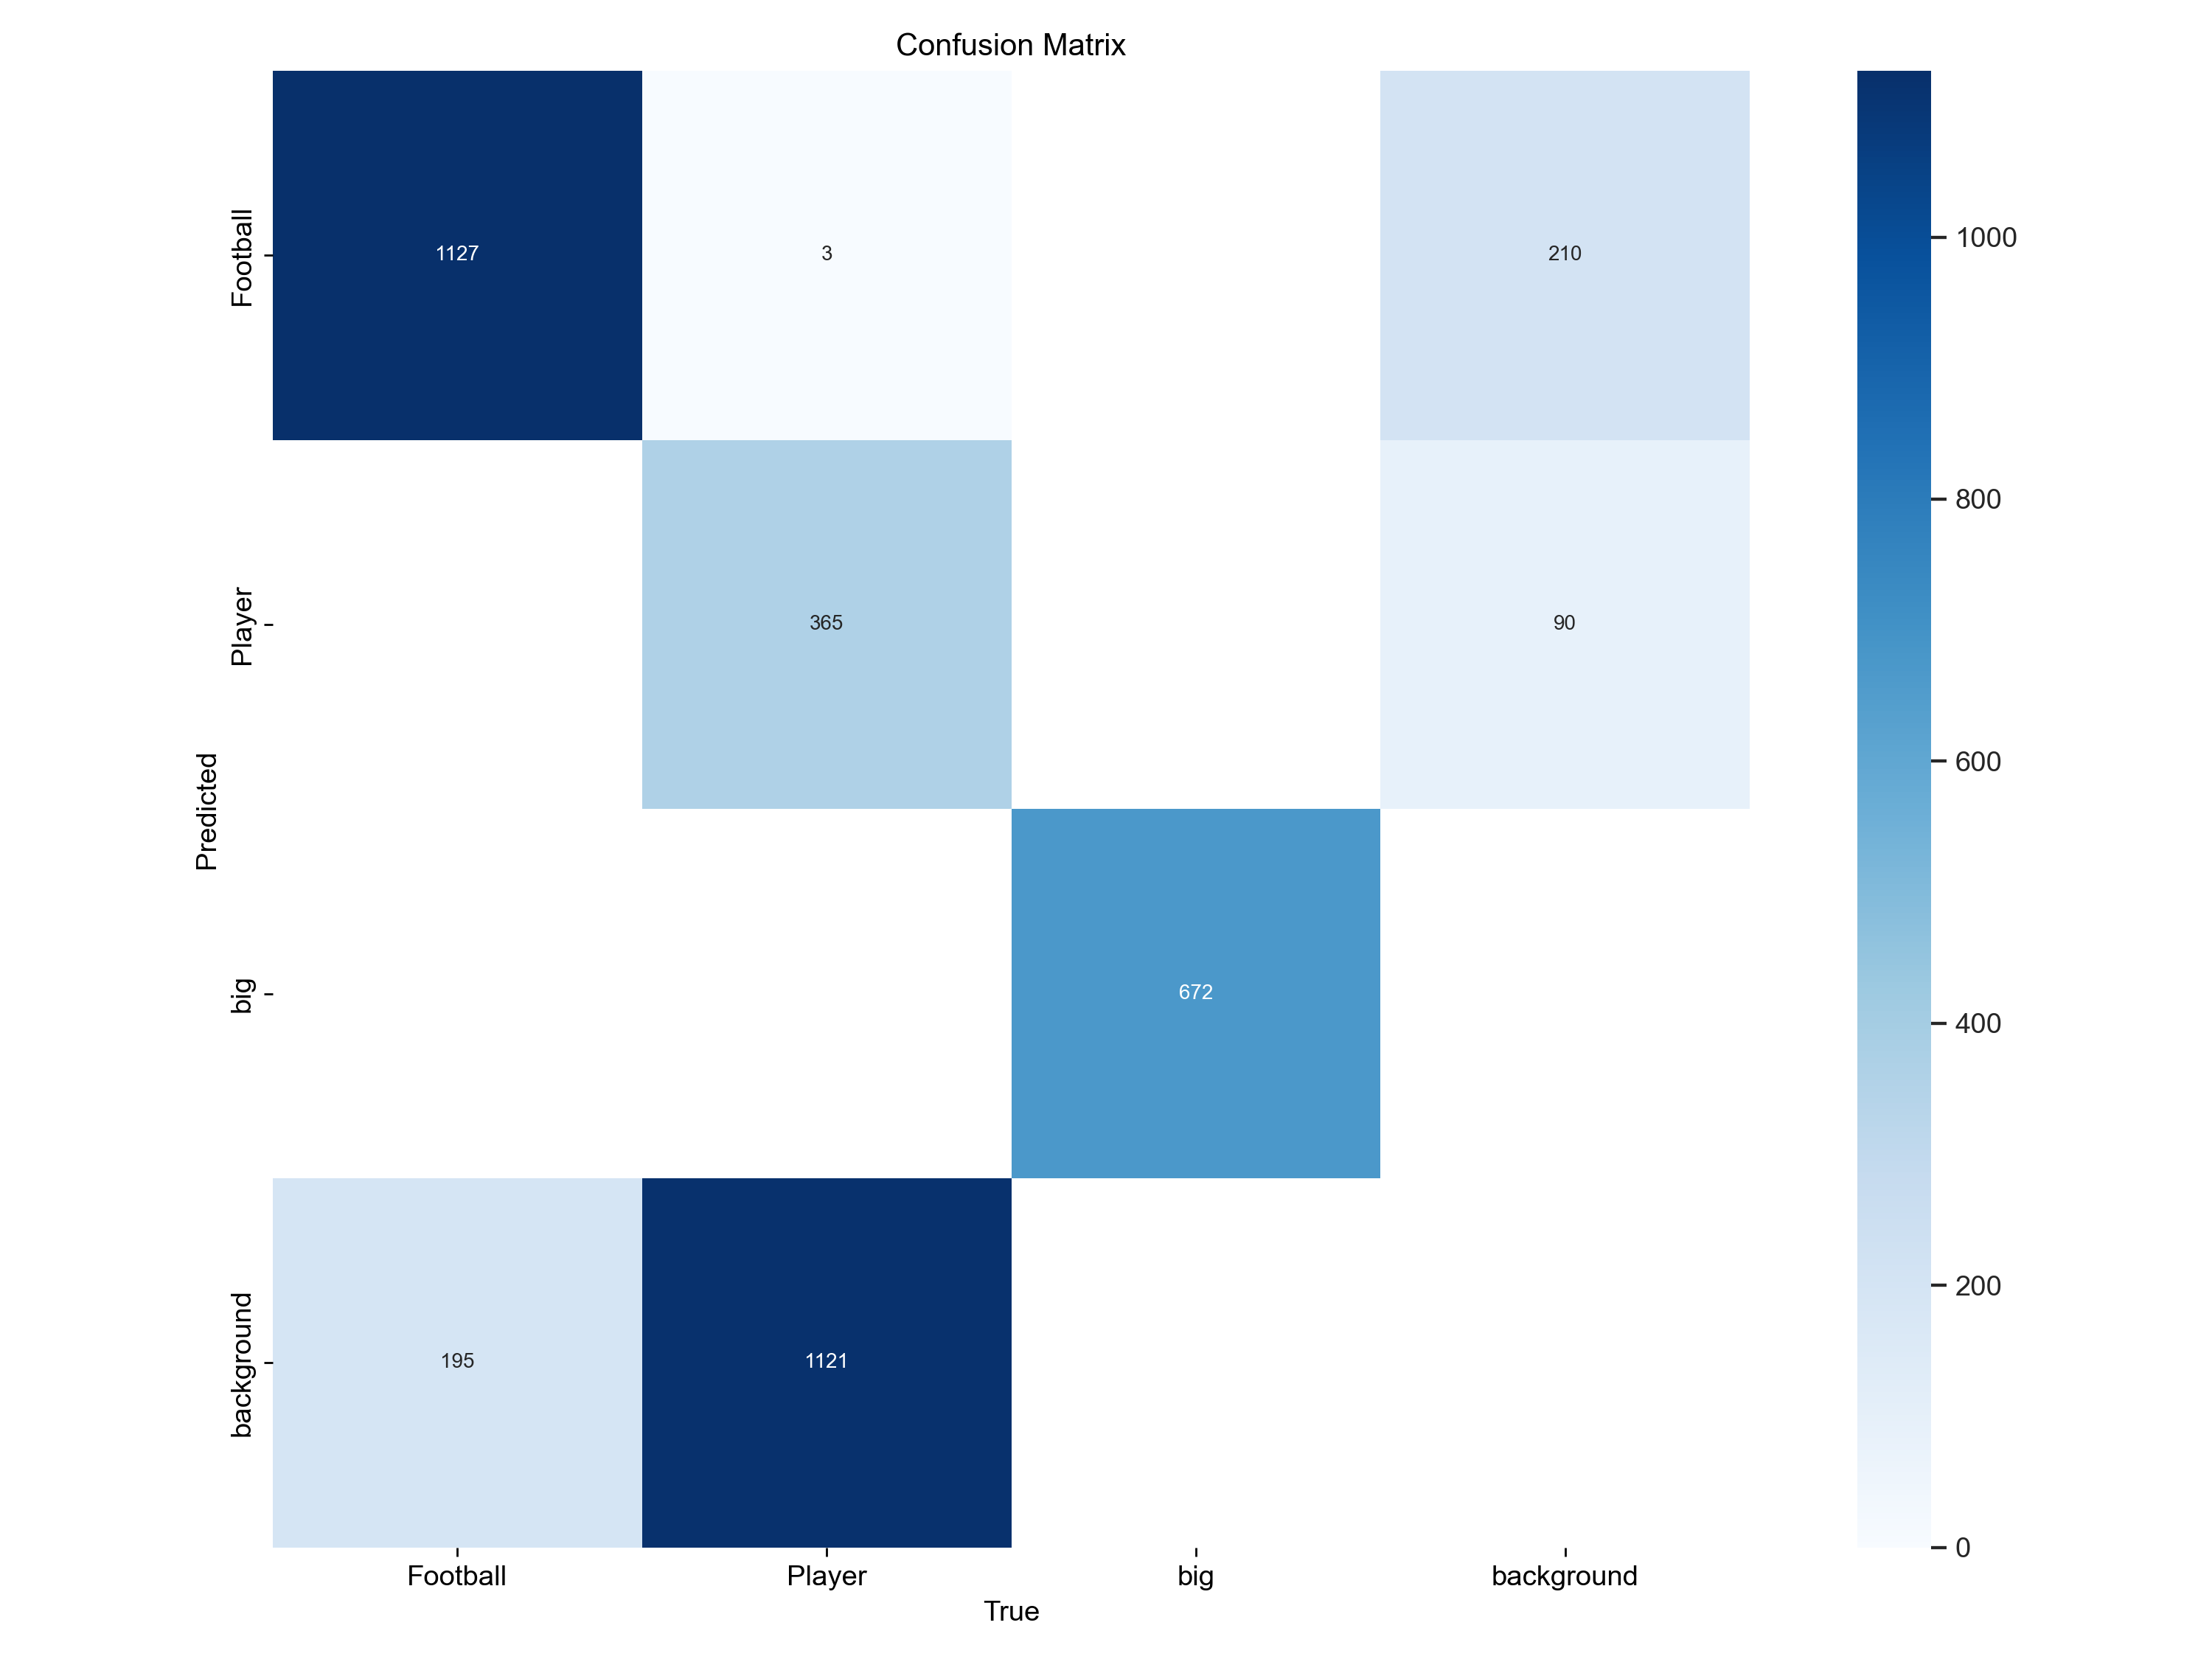 Confusion Matrix
Football
1127
3
210
Player
365
90
big
672
background
195
1121
Predicted
Football
Player
big
background
True
1000
800
600
400
200
0